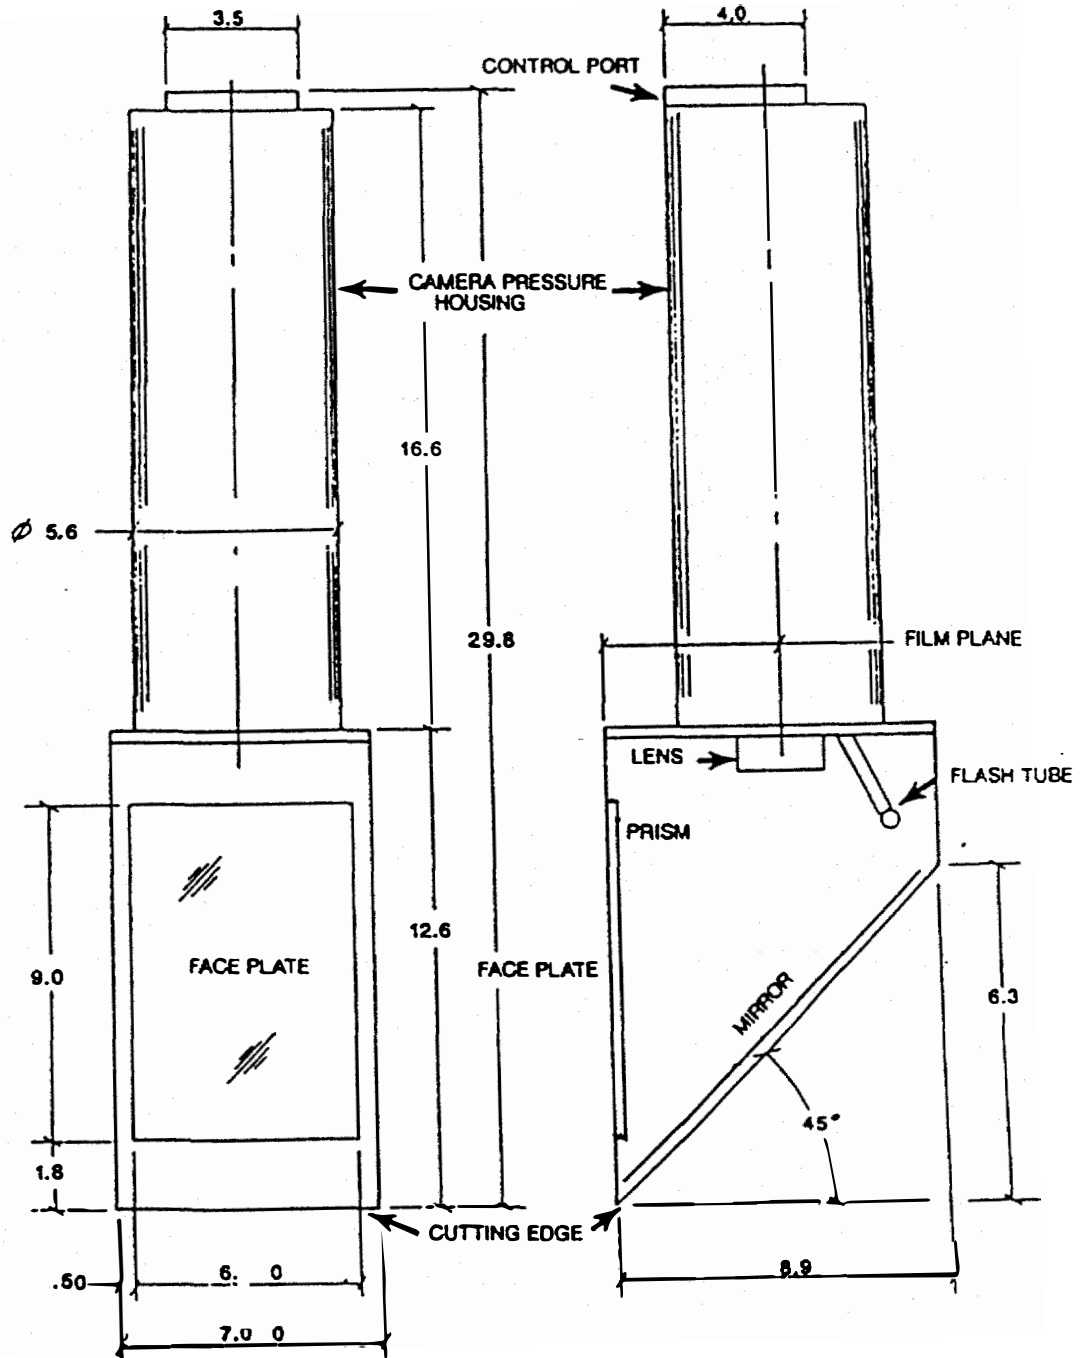 3.5
4.0
CONTROL PORT
CAMERA PRESSURE
HOUSING
16.6
Ø 5.6
29.8
FILM PLANE
LENS
FLASH TUBE
PRISM
12.6
9.0
FACE PLATE
FACE PLATE
MIRROR
6.3
45°
1.8
CUTTING EDGE
.50
6. 0
8.9
7.0 0